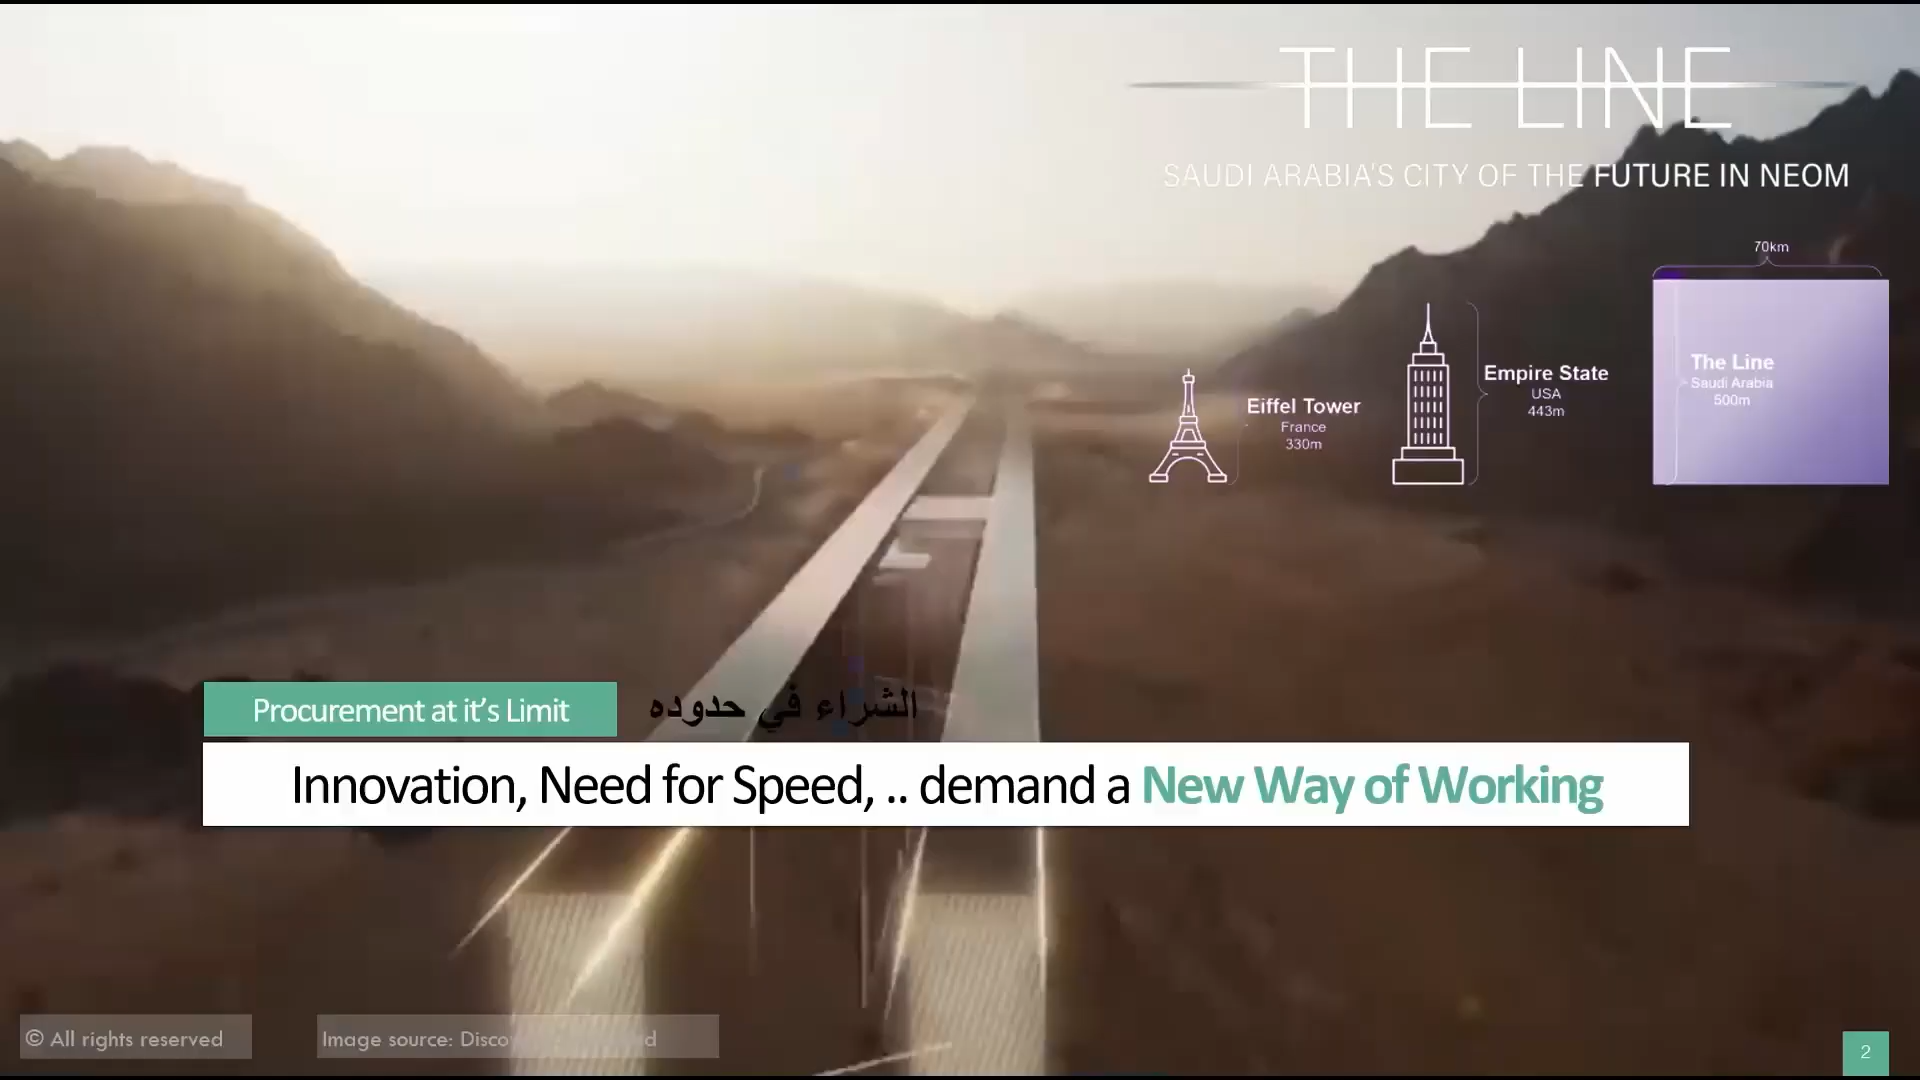 THE LINE
SAUDI ARABIA'S CITY OF THE FUTURE IN NEOM
70km
Eiffel Tower
France
330m
Empire State
USA
443m
The Line
Saudi Arabia
500m
Procurement at it's Limit
الشراء في حدوده
Innovation, Need for Speed, .. demand a New Way of Working
© All rights reserved
Image source:
2